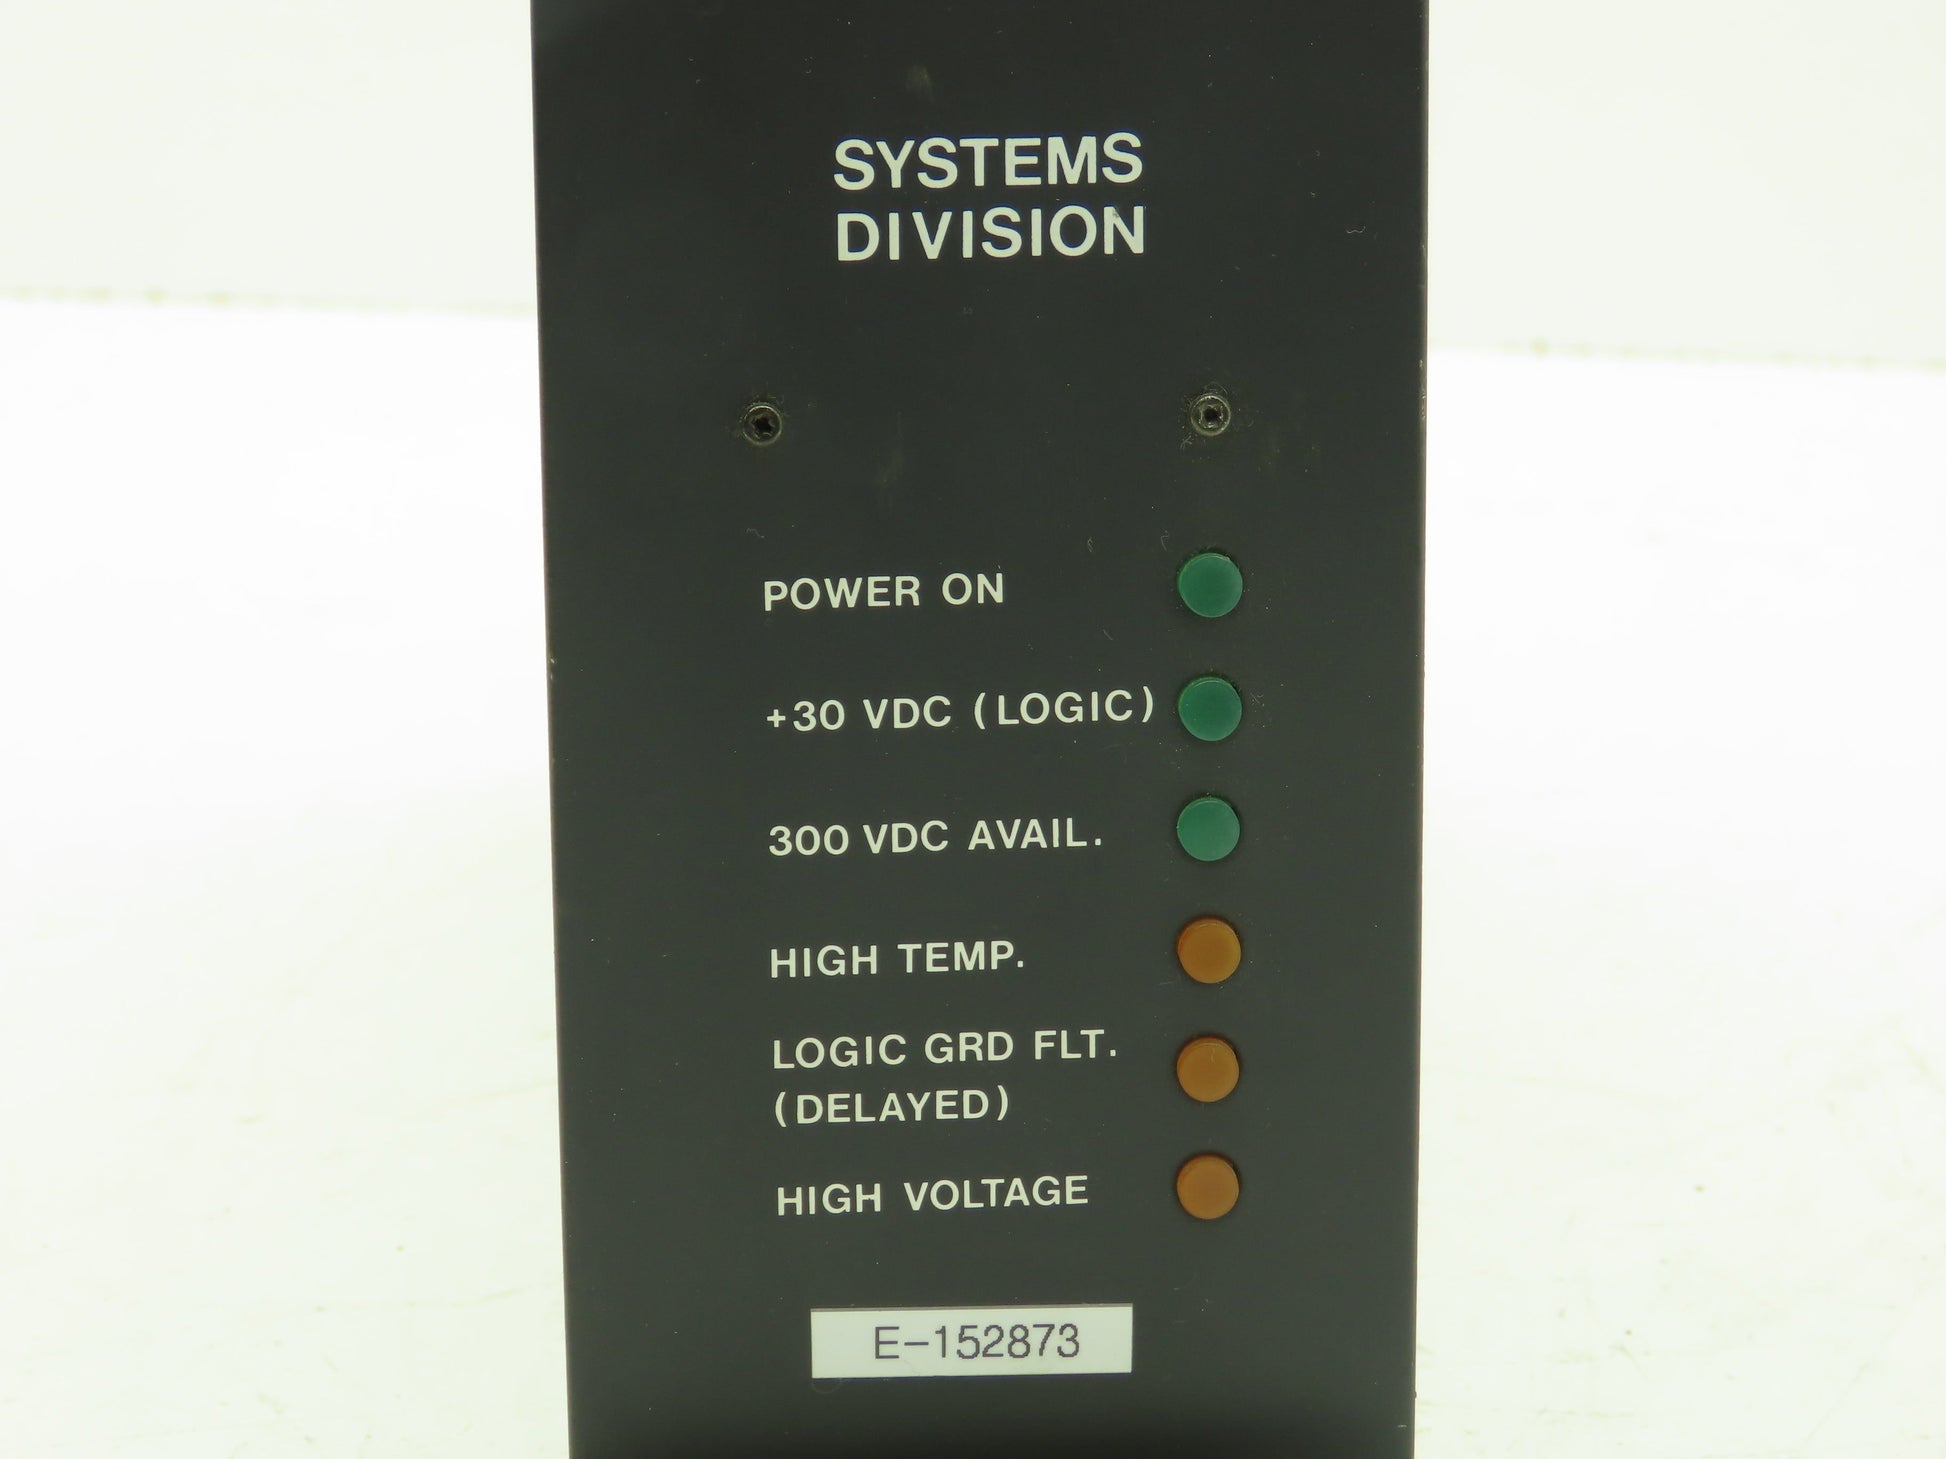 SYSTEMS
DIVISION
POWER ON
+30 VDC (LOGIC)
300 VDC AVAIL.
HIGH TEMP.
LOGIC GRD FLT.
(DELAYED)
HIGH VOLTAGE
E-152873